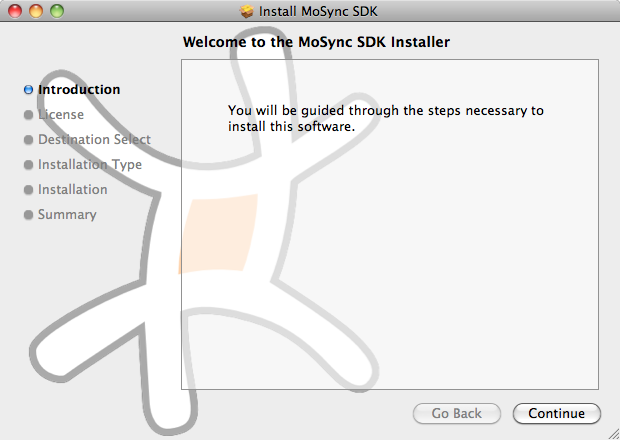 Install MoSync SDK
Welcome to the MoSync SDK Installer
Introduction
License
Destination Select
Installation Type
Installation
Summary
You will be guided through the steps necessary to
install this software.
Go Back
Continue